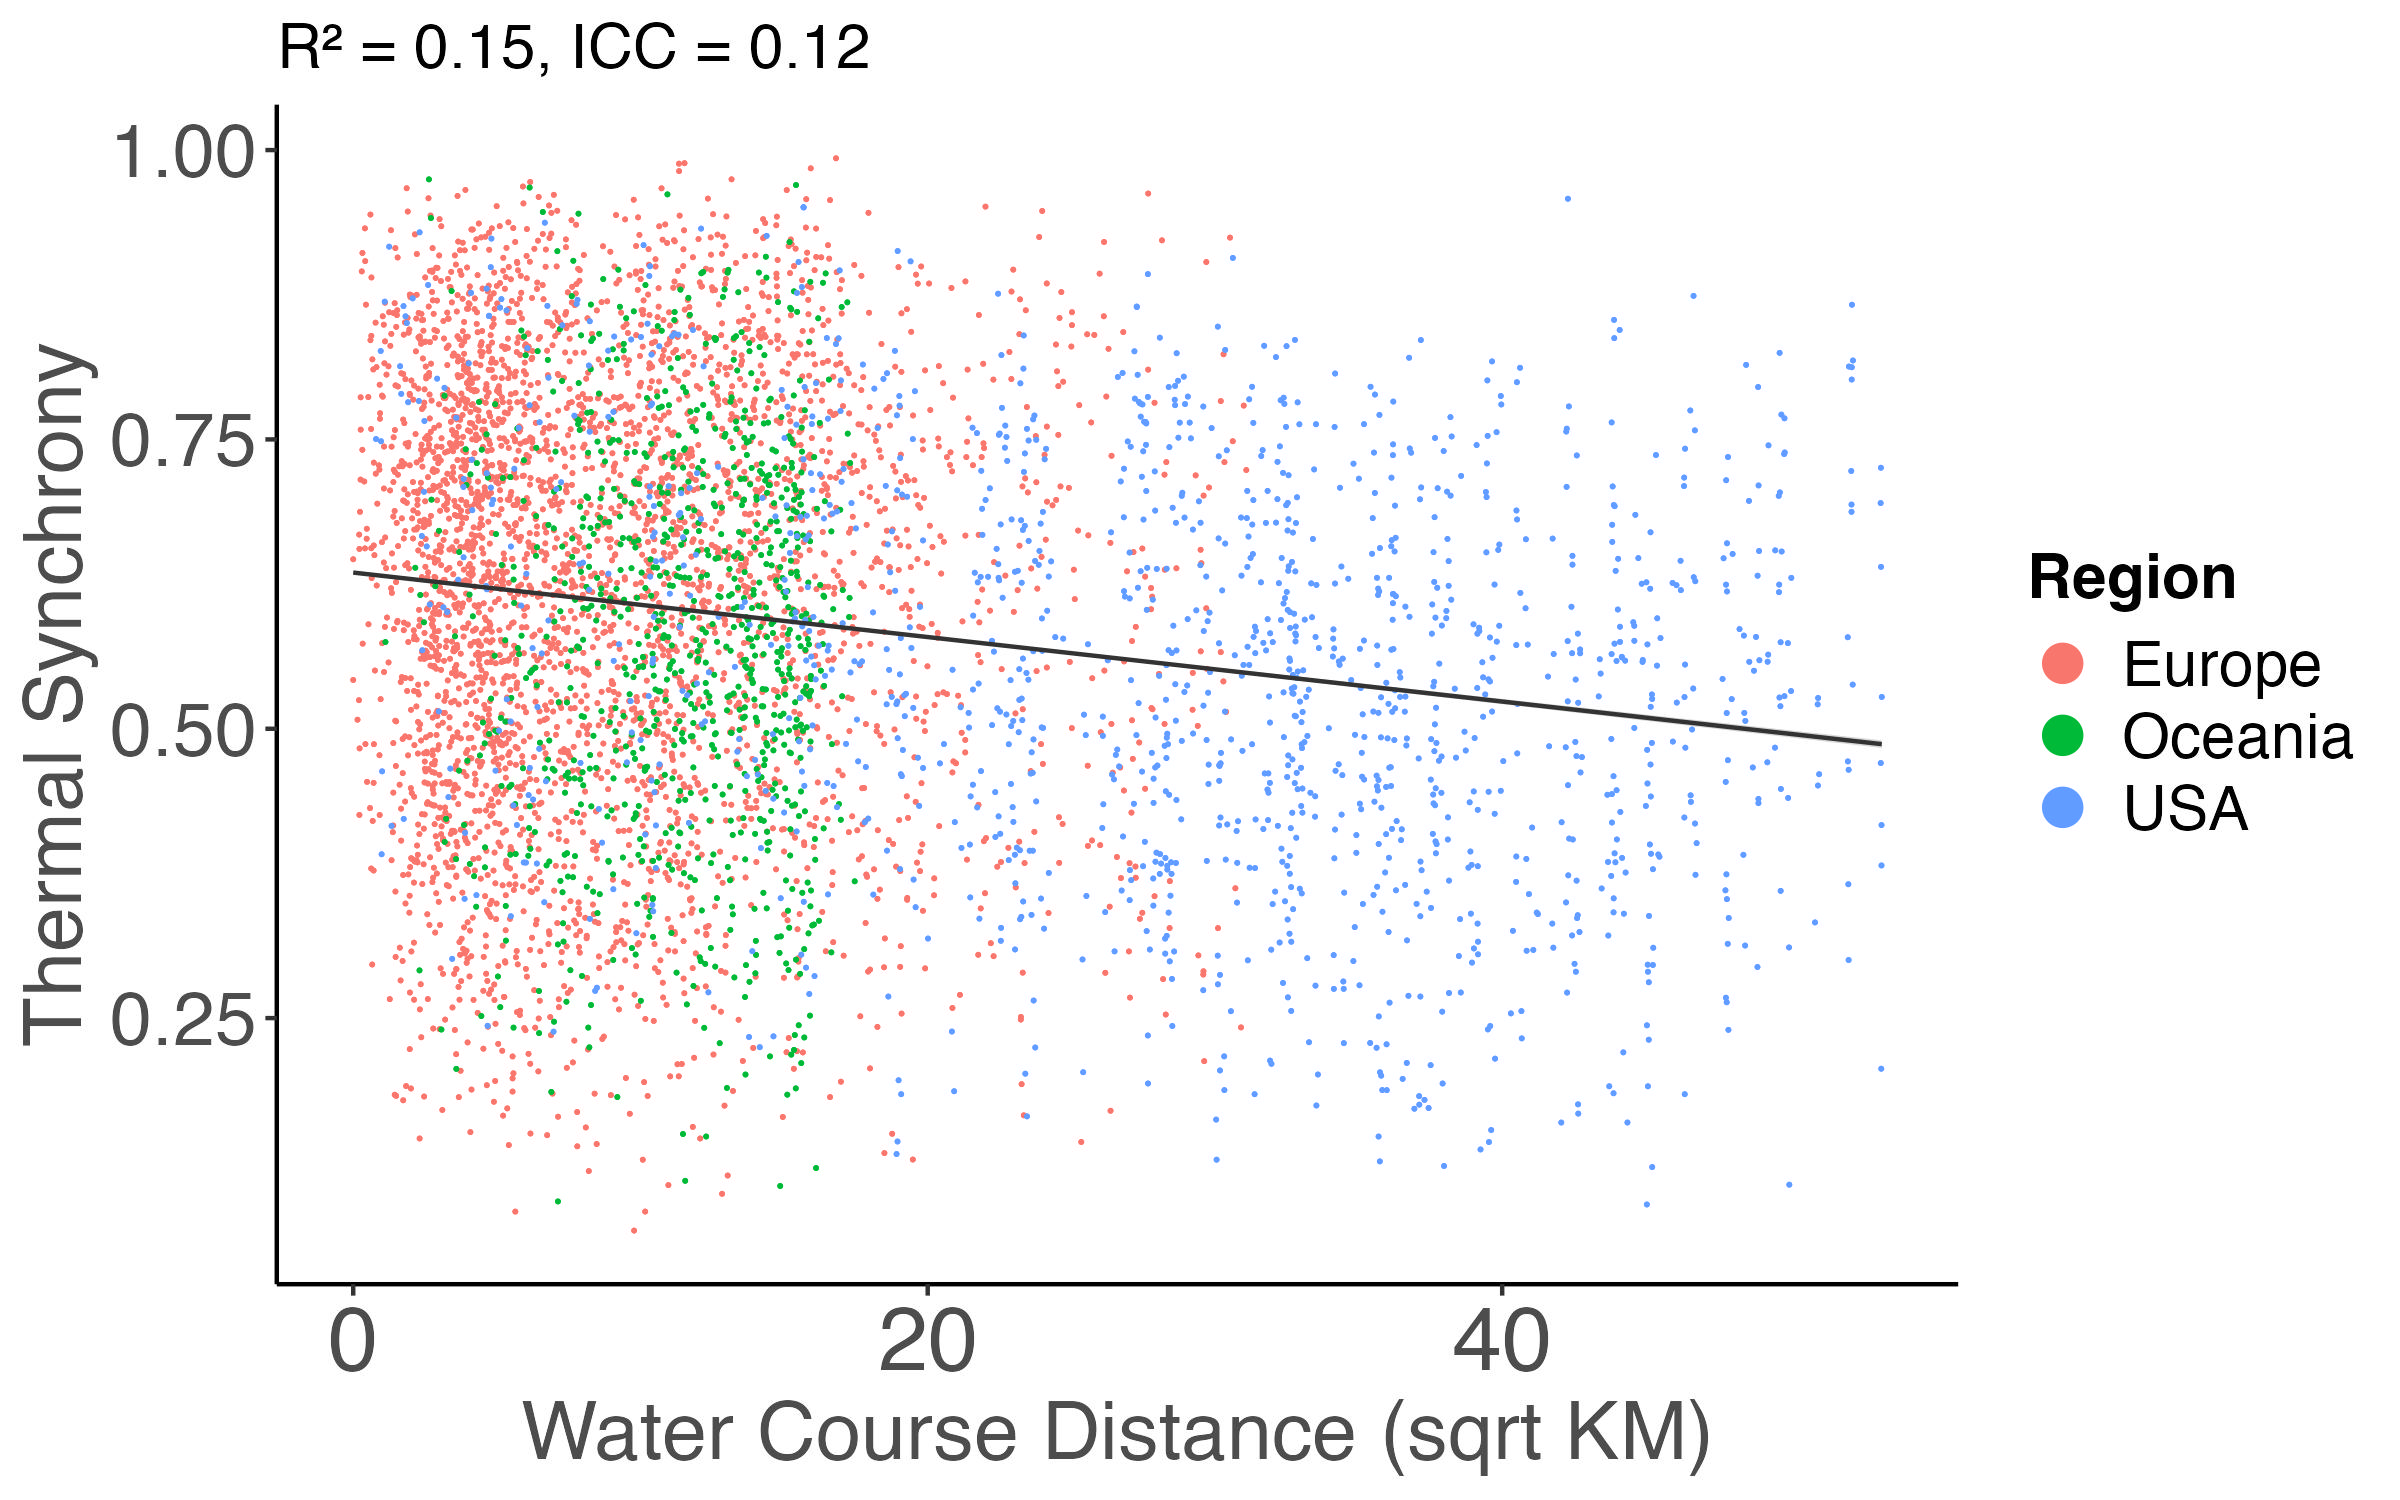 R² = 0.15, ICC = 0.12
Thermal Synchrony
1.00
0.75
0.50
0.25
0
20
40
Water Course Distance (sqrt KM)
Region
Europe
Oceania
USA